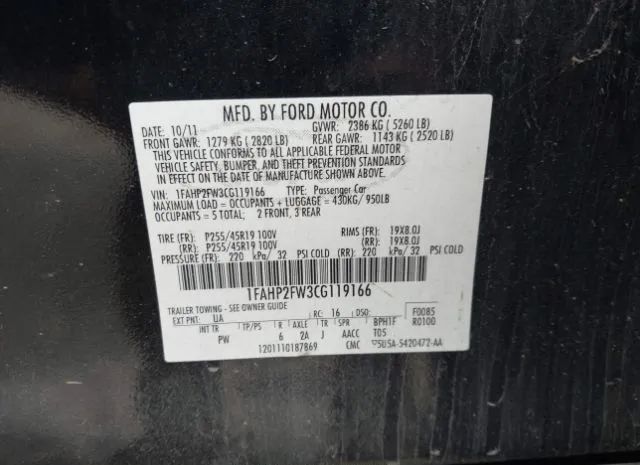 MFD. BY FORD MOTOR CO.
DATE: 10/11 GVWR: 2386 KG ( 5260 LB)
FRONT GAWR: 1279 KG ( 2820 LB) REAR GAWR: 1143 KG ( 2520 LB)
THIS VEHICLE CONFORMS TO ALL APPLICABLE FEDERAL MOTOR
VEHICLE SAFETY, BUMPER, AND THEFT PREVENTION STANDARDS
IN EFFECT ON THE DATE OF MANUFACTURE SHOWN ABOVE.
VIN: 1FAHP2FW3CG119166 TYPE: Passenger Car
MAXIMUM LOAD = OCCUPANTS + LUGGAGE = 430KG/ 950LB
OCCUPANTS = 5 TOTAL; 2 FRONT, 3 REAR
TIRE (FR): P255/45R19 100V RIMS (FR): 19X8.0J
(RR): P255/45R19 100V (RR): 19X8.0J
PRESSURE (FR): 220 kPa/ 32 PSI COLD (RR): 220 kPa/ 32 PSI COLD
1FAHP2FW3CG119166
TRAILER TOWING - SEE OWNER GUIDE
EXT PNT: UA RC: 16 DSO: F0085
INT TR TP/PS R AXLE TR SPR BPH1F R0100
PW 6 2A J AACC TDS
1201110187869 CMC 5U5A-5420472-AA